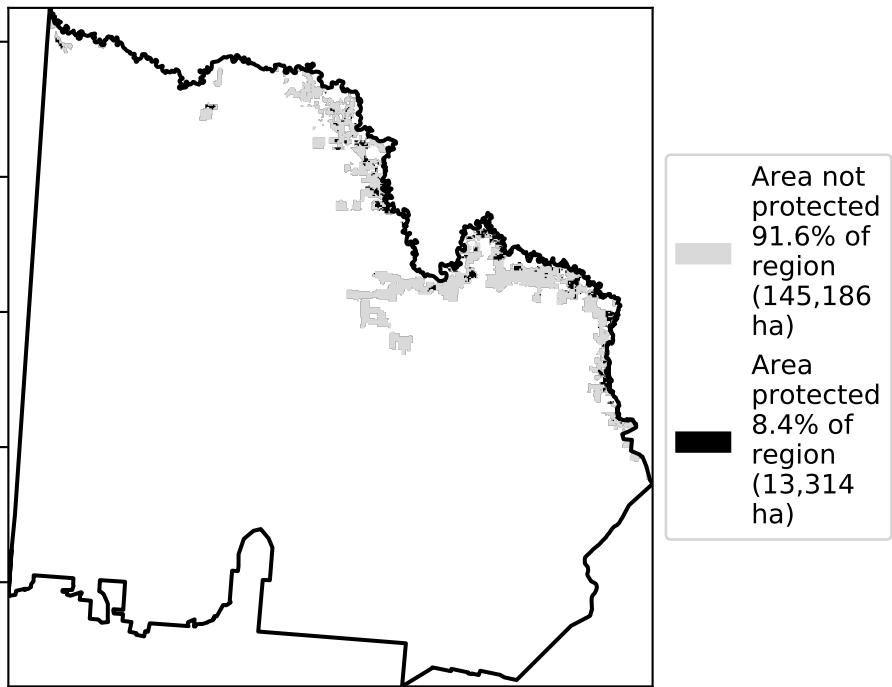 Area not
protected
91.6% of
region
(145,186
ha)
Area
protected
8.4% of
region
(13,314
ha)